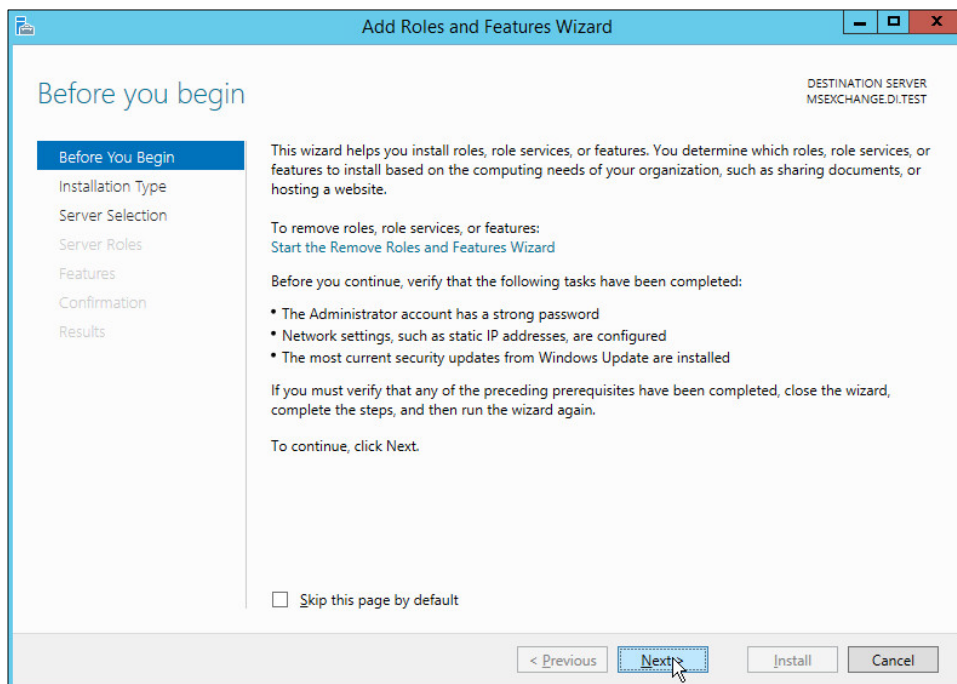 Add Roles and Features Wizard
Before you begin
DESTINATION SERVER
MSEXCHANGE.DI.TEST
Before You Begin
Installation Type
Server Selection
Server Roles
Features
Confirmation
Results
This wizard helps you install roles, role services, or features. You determine which roles, role services, or
features to install based on the computing needs of your organization, such as sharing documents, or
hosting a website.
To remove roles, role services, or features:
Start the Remove Roles and Features Wizard
Before you continue, verify that the following tasks have been completed:
• The Administrator account has a strong password
• Network settings, such as static IP addresses, are configured
• The most current security updates from Windows Update are installed
If you must verify that any of the preceding prerequisites have been completed, close the wizard,
complete the steps, and then run the wizard again.
To continue, click Next.
Skip this page by default
< Previous
Next >
Install
Cancel